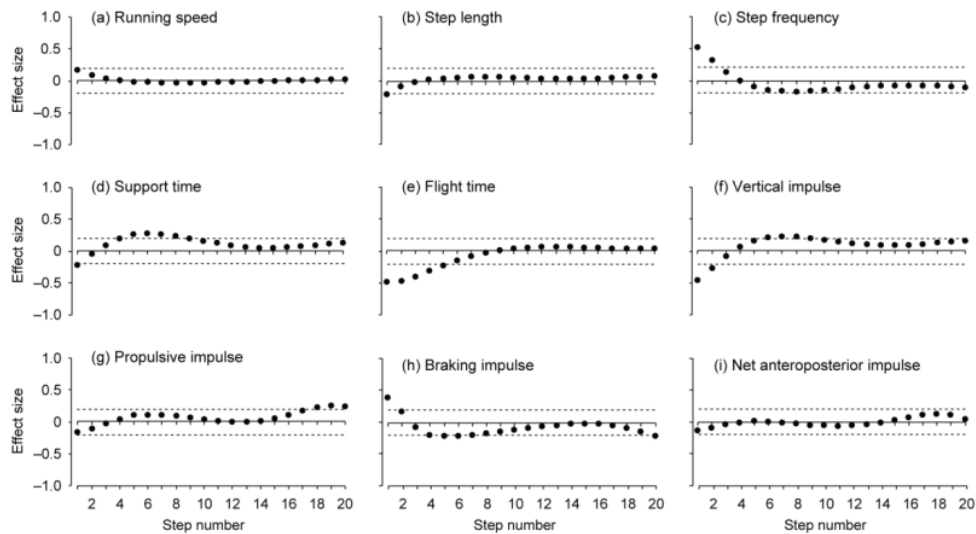 (a) Running speed
(b) Step length
(c) Step frequency
1.0
0.5
0
–0.5
–1.0
Effect size
2 4 6 8 10 12 14 16 18 20
2 4 6 8 10 12 14 16 18 20
2 4 6 8 10 12 14 16 18 20
(d) Support time
(e) Flight time
(f) Vertical impulse
1.0
0.5
0
–0.5
–1.0
Effect size
(g) Propulsive impulse
(h) Braking impulse
(i) Net anteroposterior impulse
1.0
0.5
0
–0.5
–1.0
Effect size
Step number
Step number
Step number